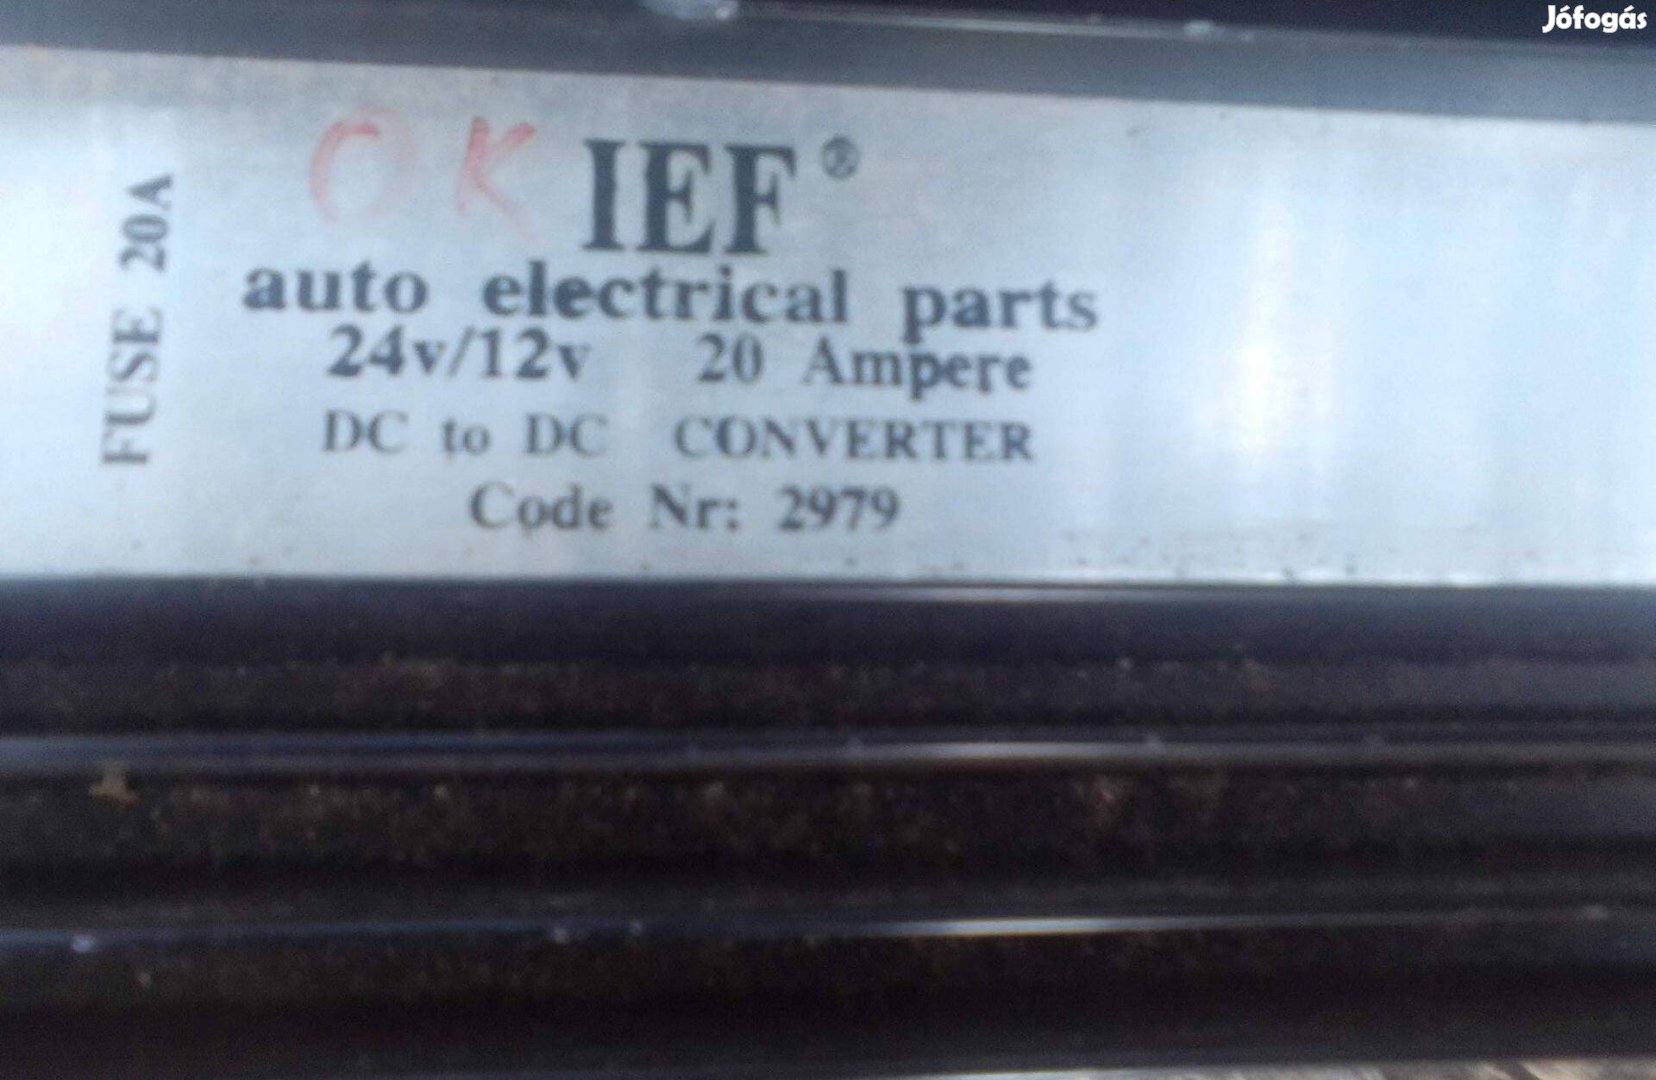 Jófogás
FUSE 20A
OK IEF®
auto electrical parts
24v/12v 20 Ampere
DC to DC CONVERTER
Code Nr: 2979